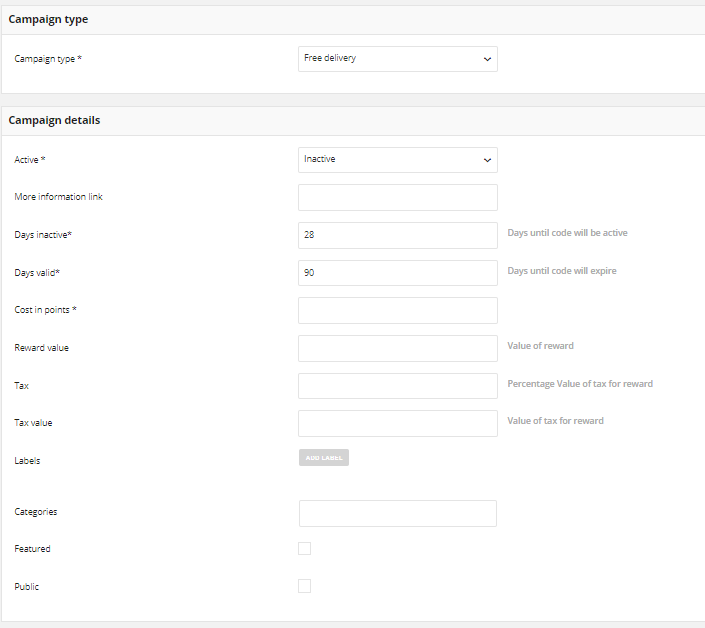 Campaign type
Campaign type * Free delivery
Campaign details
Active * Inactive
More information link
Days inactive* 28 Days until code will be active
Days valid* 90 Days until code will expire
Cost in points *
Reward value Value of reward
Tax Percentage Value of tax for reward
Tax value Value of tax for reward
Labels ADD LABEL
Categories
Featured
Public